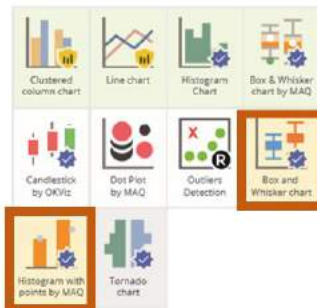 Clustered
column chart
Line chart
Histogram
Chart
Box & Whisker
chart by MAQ
Candlestick
by OKViz
Dot Plot
by MAQ
X
R
Outliers
Detection
Box and
Whisker chart
Histogram with
points by MAQ
Tornado
chart